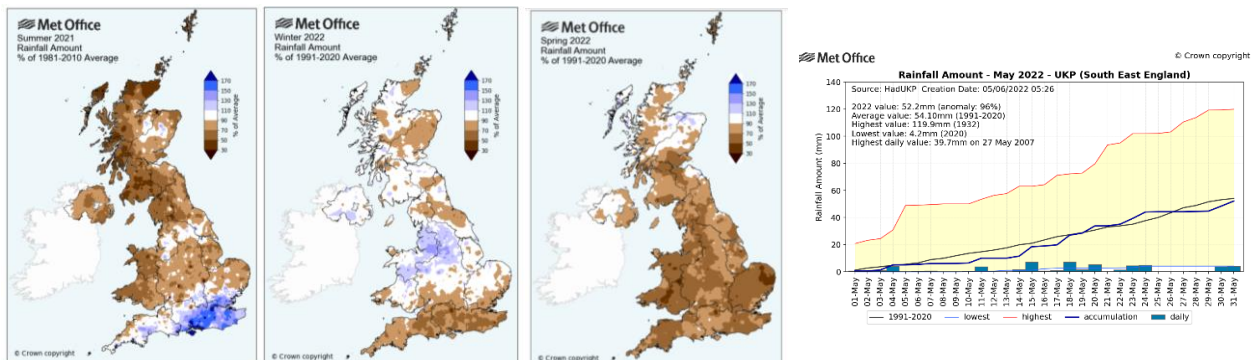 Met Office
Summer 2021
Rainfall Amount
% of 1981-2010 Average
170
150
130
110
90
70
50
30
% of Average
© Crown copyright
Met Office
Winter 2022
Rainfall Amount
% of 1991-2020 Average
170
150
130
110
90
70
50
30
% of Average
© Crown copyright
Met Office
Spring 2022
Rainfall Amount
% of 1991-2020 Average
170
150
130
110
90
70
50
30
% of Average
© Crown copyright
Met Office
© Crown copyright
Rainfall Amount - May 2022 - UKP (South East England)
Source: HadUKP Creation Date: 05/06/2022 05:26
2022 value: 52.2mm (anomaly: 96%)
Average value: 54.10mm (1991-2020)
Highest value: 119.9mm (1932)
Lowest value: 4.2mm (2020)
Highest daily value: 39.7mm on 27 May 2007
Rainfall Amount (mm)
140
120
100
80
60
40
20
0
01-May
02-May
03-May
04-May
05-May
06-May
07-May
08-May
09-May
10-May
11-May
12-May
13-May
14-May
15-May
16-May
17-May
18-May
19-May
20-May
21-May
22-May
23-May
24-May
25-May
26-May
27-May
28-May
29-May
30-May
31-May
1991-2020 lowest highest accumulation daily